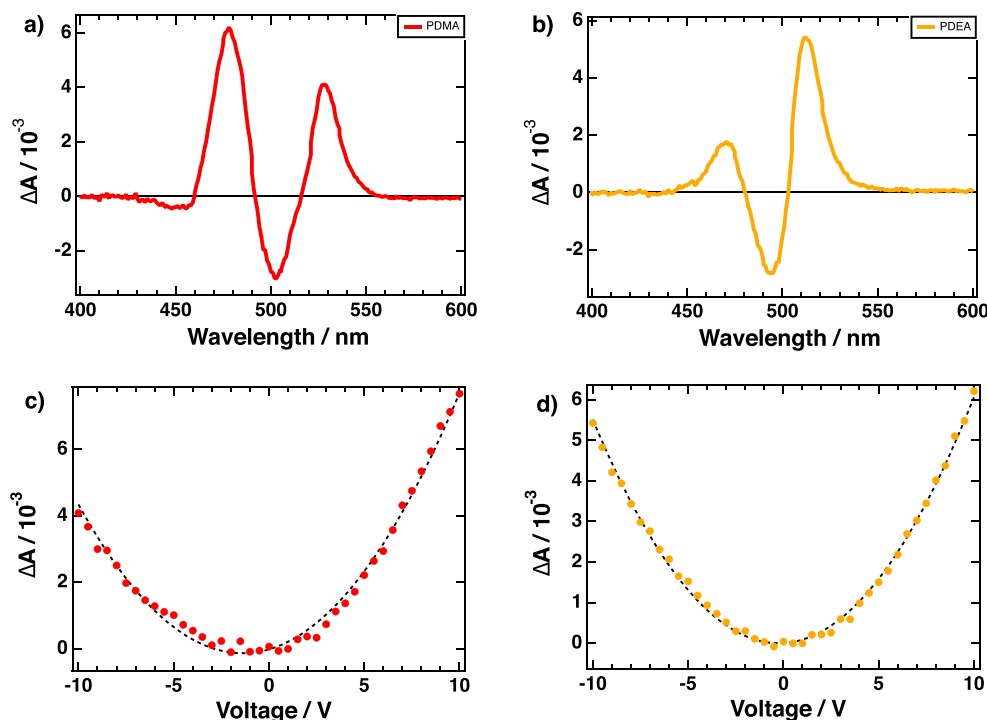 a)
PDMA
6
4
2
0
-2
ΔA / 10⁻³
400
450
500
550
600
Wavelength / nm
b)
PDEA
6
4
2
0
-2
ΔA / 10⁻³
400
450
500
550
600
Wavelength / nm
c)
6
4
2
0
ΔA / 10⁻³
-10
-5
0
5
10
Voltage / V
d)
6
5
4
3
2
1
0
ΔA / 10⁻³
-10
-5
0
5
10
Voltage / V